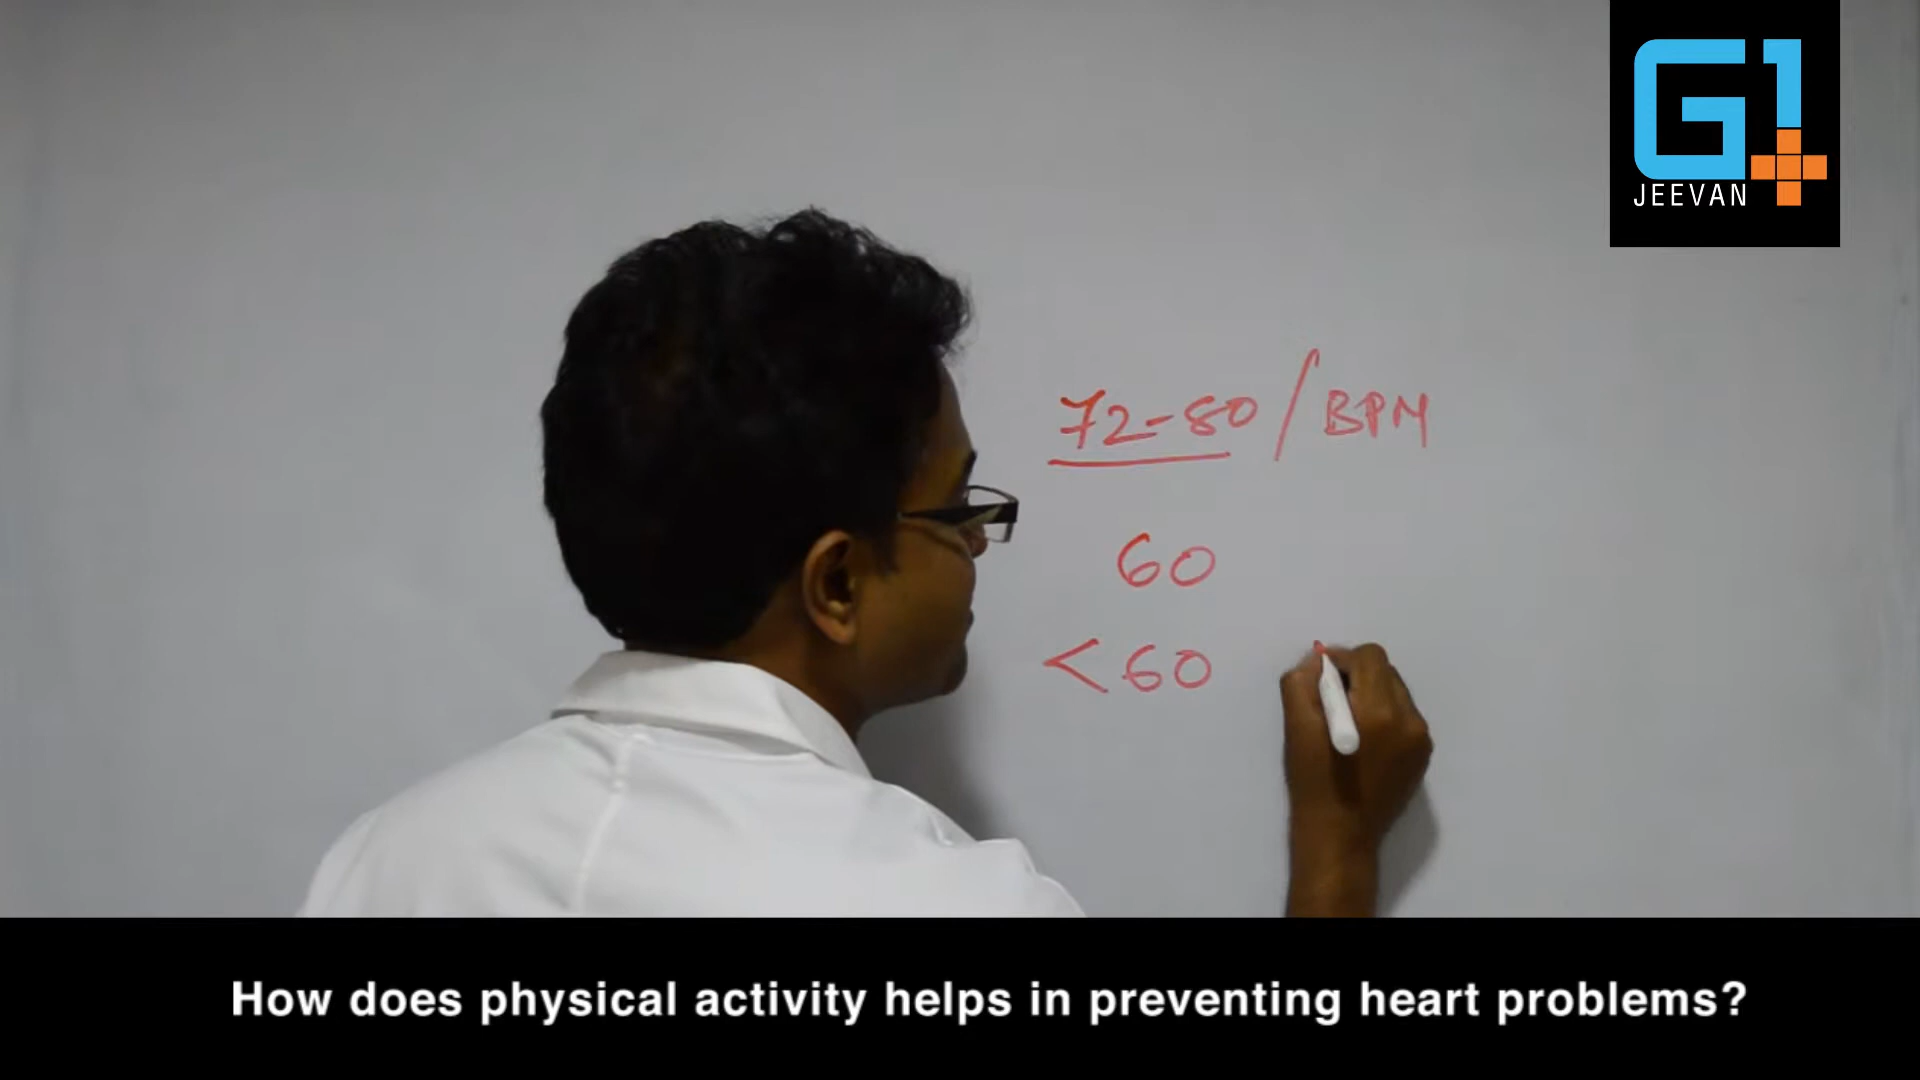 G1
JEEVAN
72-80 / BPM
60
<60
How does physical activity helps in preventing heart problems?